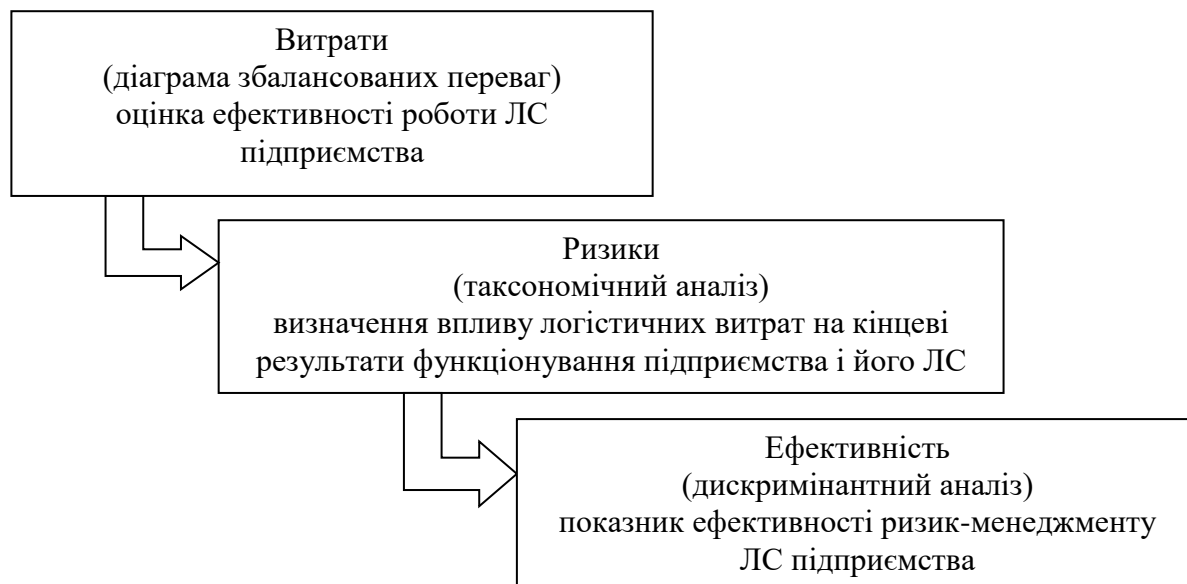 Витрати
(діаграма збалансованих переваг)
оцінка ефективності роботи ЛС
підприємства
Ризики
(таксономічний аналіз)
визначення впливу логістичних витрат на кінцеві
результати функціонування підприємства і його ЛС
Ефективність
(дискримінантний аналіз)
показник ефективності ризик-менеджменту
ЛС підприємства